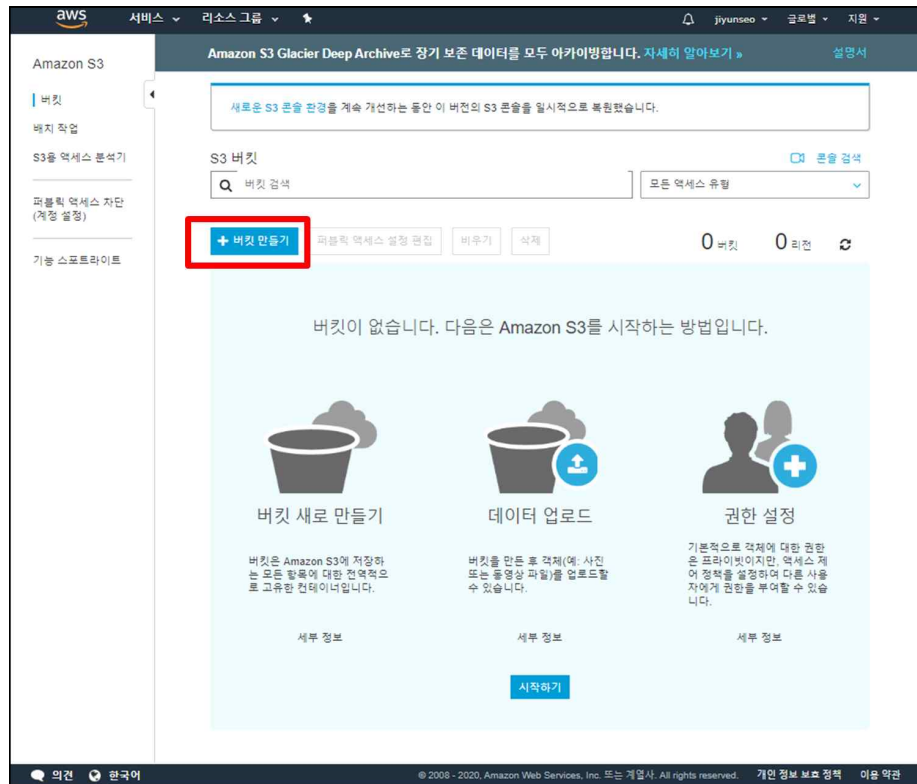 aws 서비스 리소스 그룹 jiyunseo 글로벌 지원
Amazon S3
버킷
배치 작업
S3용 액세스 분석기
퍼블릭 액세스 차단
(계정 설정)
기능 스포트라이트
Amazon S3 Glacier Deep Archive로 장기 보존 데이터를 모두 아카이빙합니다. 자세히 알아보기 » 설명서
새로운 S3 콘솔 환경을 계속 개선하는 동안 이 버전의 S3 콘솔을 일시적으로 복원했습니다.
S3 버킷 콘솔 검색
버킷 검색 모든 액세스 유형
+ 버킷 만들기 퍼블릭 액세스 설정 편집 비우기 삭제 0 버킷 0 리전
버킷이 없습니다. 다음은 Amazon S3를 시작하는 방법입니다.
버킷 새로 만들기
버킷은 Amazon S3에 저장하
는 모든 항목에 대한 전역적으
로 고유한 컨테이너입니다.
세부 정보
데이터 업로드
버킷을 만든 후 객체(예: 사진
또는 동영상 파일)를 업로드할
수 있습니다.
세부 정보
권한 설정
기본적으로 객체에 대한 권한
은 프라이빗이지만, 액세스 제
어 정책을 설정하여 다른 사용
자에게 권한을 부여할 수 있습
니다.
세부 정보
시작하기
의견 한국어 © 2008 - 2020, Amazon Web Services, Inc. 또는 계열사. All rights reserved. 개인 정보 보호 정책 이용 약관